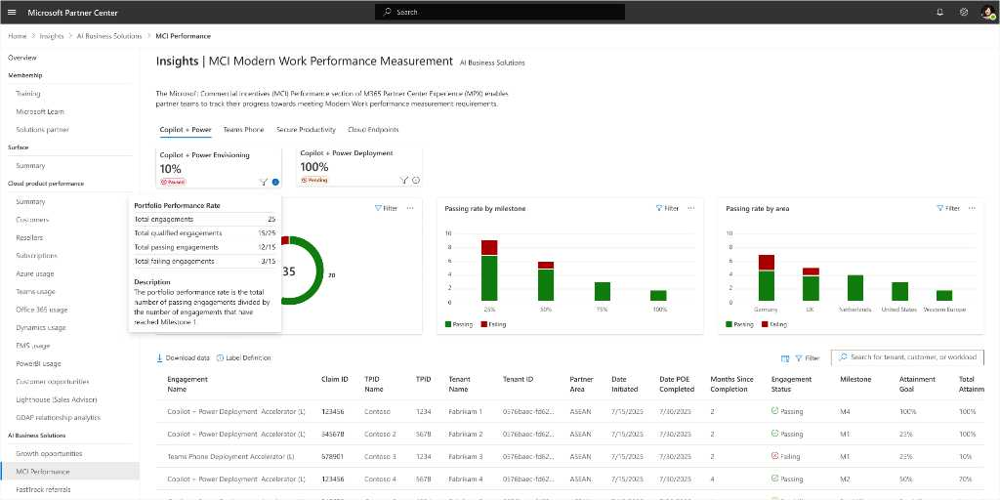 Microsoft Partner Center
Search
Home > Insights > AI Business Solutions > MCI Performance
Overview
Membership
Training
Microsoft Learn
Solutions partner
Surface
Summary
Cloud product performance
Summary
Customers
Resellers
Subscriptions
Azure usage
Teams usage
Office 365 usage
Dynamics usage
EMS usage
PowerBI usage
Customer opportunities
Lighthouse (Sales Advisor)
GDAP relationship analytics
AI Business Solutions
Growth opportunities
MCI Performance
FastTrack referrals
Insights | MCI Modern Work Performance Measurement AI Business Solutions
The Microsoft Commercial incentives (MCI) Performance section of M365 Partner Center Experience (MPX) enables
partner teams to track their progress towards meeting Modern Work performance measurement requirements.
Copilot + Power Teams Phone Secure Productivity Cloud Endpoints
Copilot + Power Envisioning
10%
Paused
Copilot + Power Deployment
100%
Pending
Portfolio Performance Rate
Total engagements 25
Total qualified engagements 15/25
Total passing engagements 12/15
Total failing engagements 3/15
Description
The portfolio performance rate is the total
number of passing engagements divided by
the number of engagements that have
reached Milestone 1.
Filter ...
35
20
Passing rate by milestone Filter ...
10
8
6
4
2
0
25% 50% 75% 100%
Passing Failing
Passing rate by area Filter ...
10
8
6
4
2
0
Germany UK Netherlands United States Western Europe
Passing Failing
Download data Label Defintion Filter Search for tenant, customer, or workload
Engagement Name Claim ID TPID Name TPID Tenant Name Tenant ID Partner Area Date Initiated Date POE Completed Months Since Completion Engagement Status Milestone Attainment Goal Total Attainm
Copilot + Power Deployment Accelerator (L) 123456 Contoso 1234 Fabrikam 1 0576baec-fd62... ASEAN 7/15/2025 7/30/2025 2 Passing M4 100% 100%
Copilot + Power Deployment Accelerator (L) 345678 Contoso 2 5678 Fabrikam 2 0576baec-fd62... ASEAN 7/15/2025 7/30/2025 2 Passing M1 25% 100%
Teams Phone Deployment Accelerator (L) 678901 Contoso 3 1234 Fabrikam 3 0576baec-fd62... ASEAN 7/15/2025 7/30/2025 2 Failing M1 25% 10%
Copilot + Power Deployment Accelerator (L) 123456 Contoso 4 5678 Fabrikam 4 0576baec-fd62... ASEAN 7/15/2025 7/30/2025 4 Passing M2 50% 70%